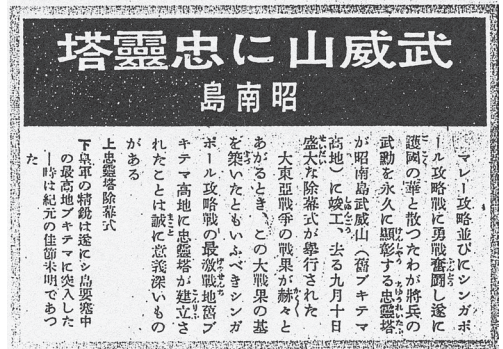 武威山に忠靈塔
昭南島
マレー攻略並びにシンガポ
ール攻略戰に勇戰奮闘し遂に
護國の華と散つたわが將兵の
武勳を永久に顯彰する忠靈塔
が昭南島武威山(舊ブキテマ
高地)に竣工、去る九月十日
盛大な除幕式が擧行された
大東亞戰爭の戰果が赫々と
あがるとき、この大戰果の基
を築いたともいふべきシンガ
ポール攻略戰の最激戰地舊ブ
キテマ高地に忠靈塔が建立さ
れたことは誠に意義深いもの
がある
上忠靈塔除幕式
下皇軍の精鋭は遂にシ島要塞中
の最高地ブキテマに突入した
―時は紀元の佳節未明であつ
た